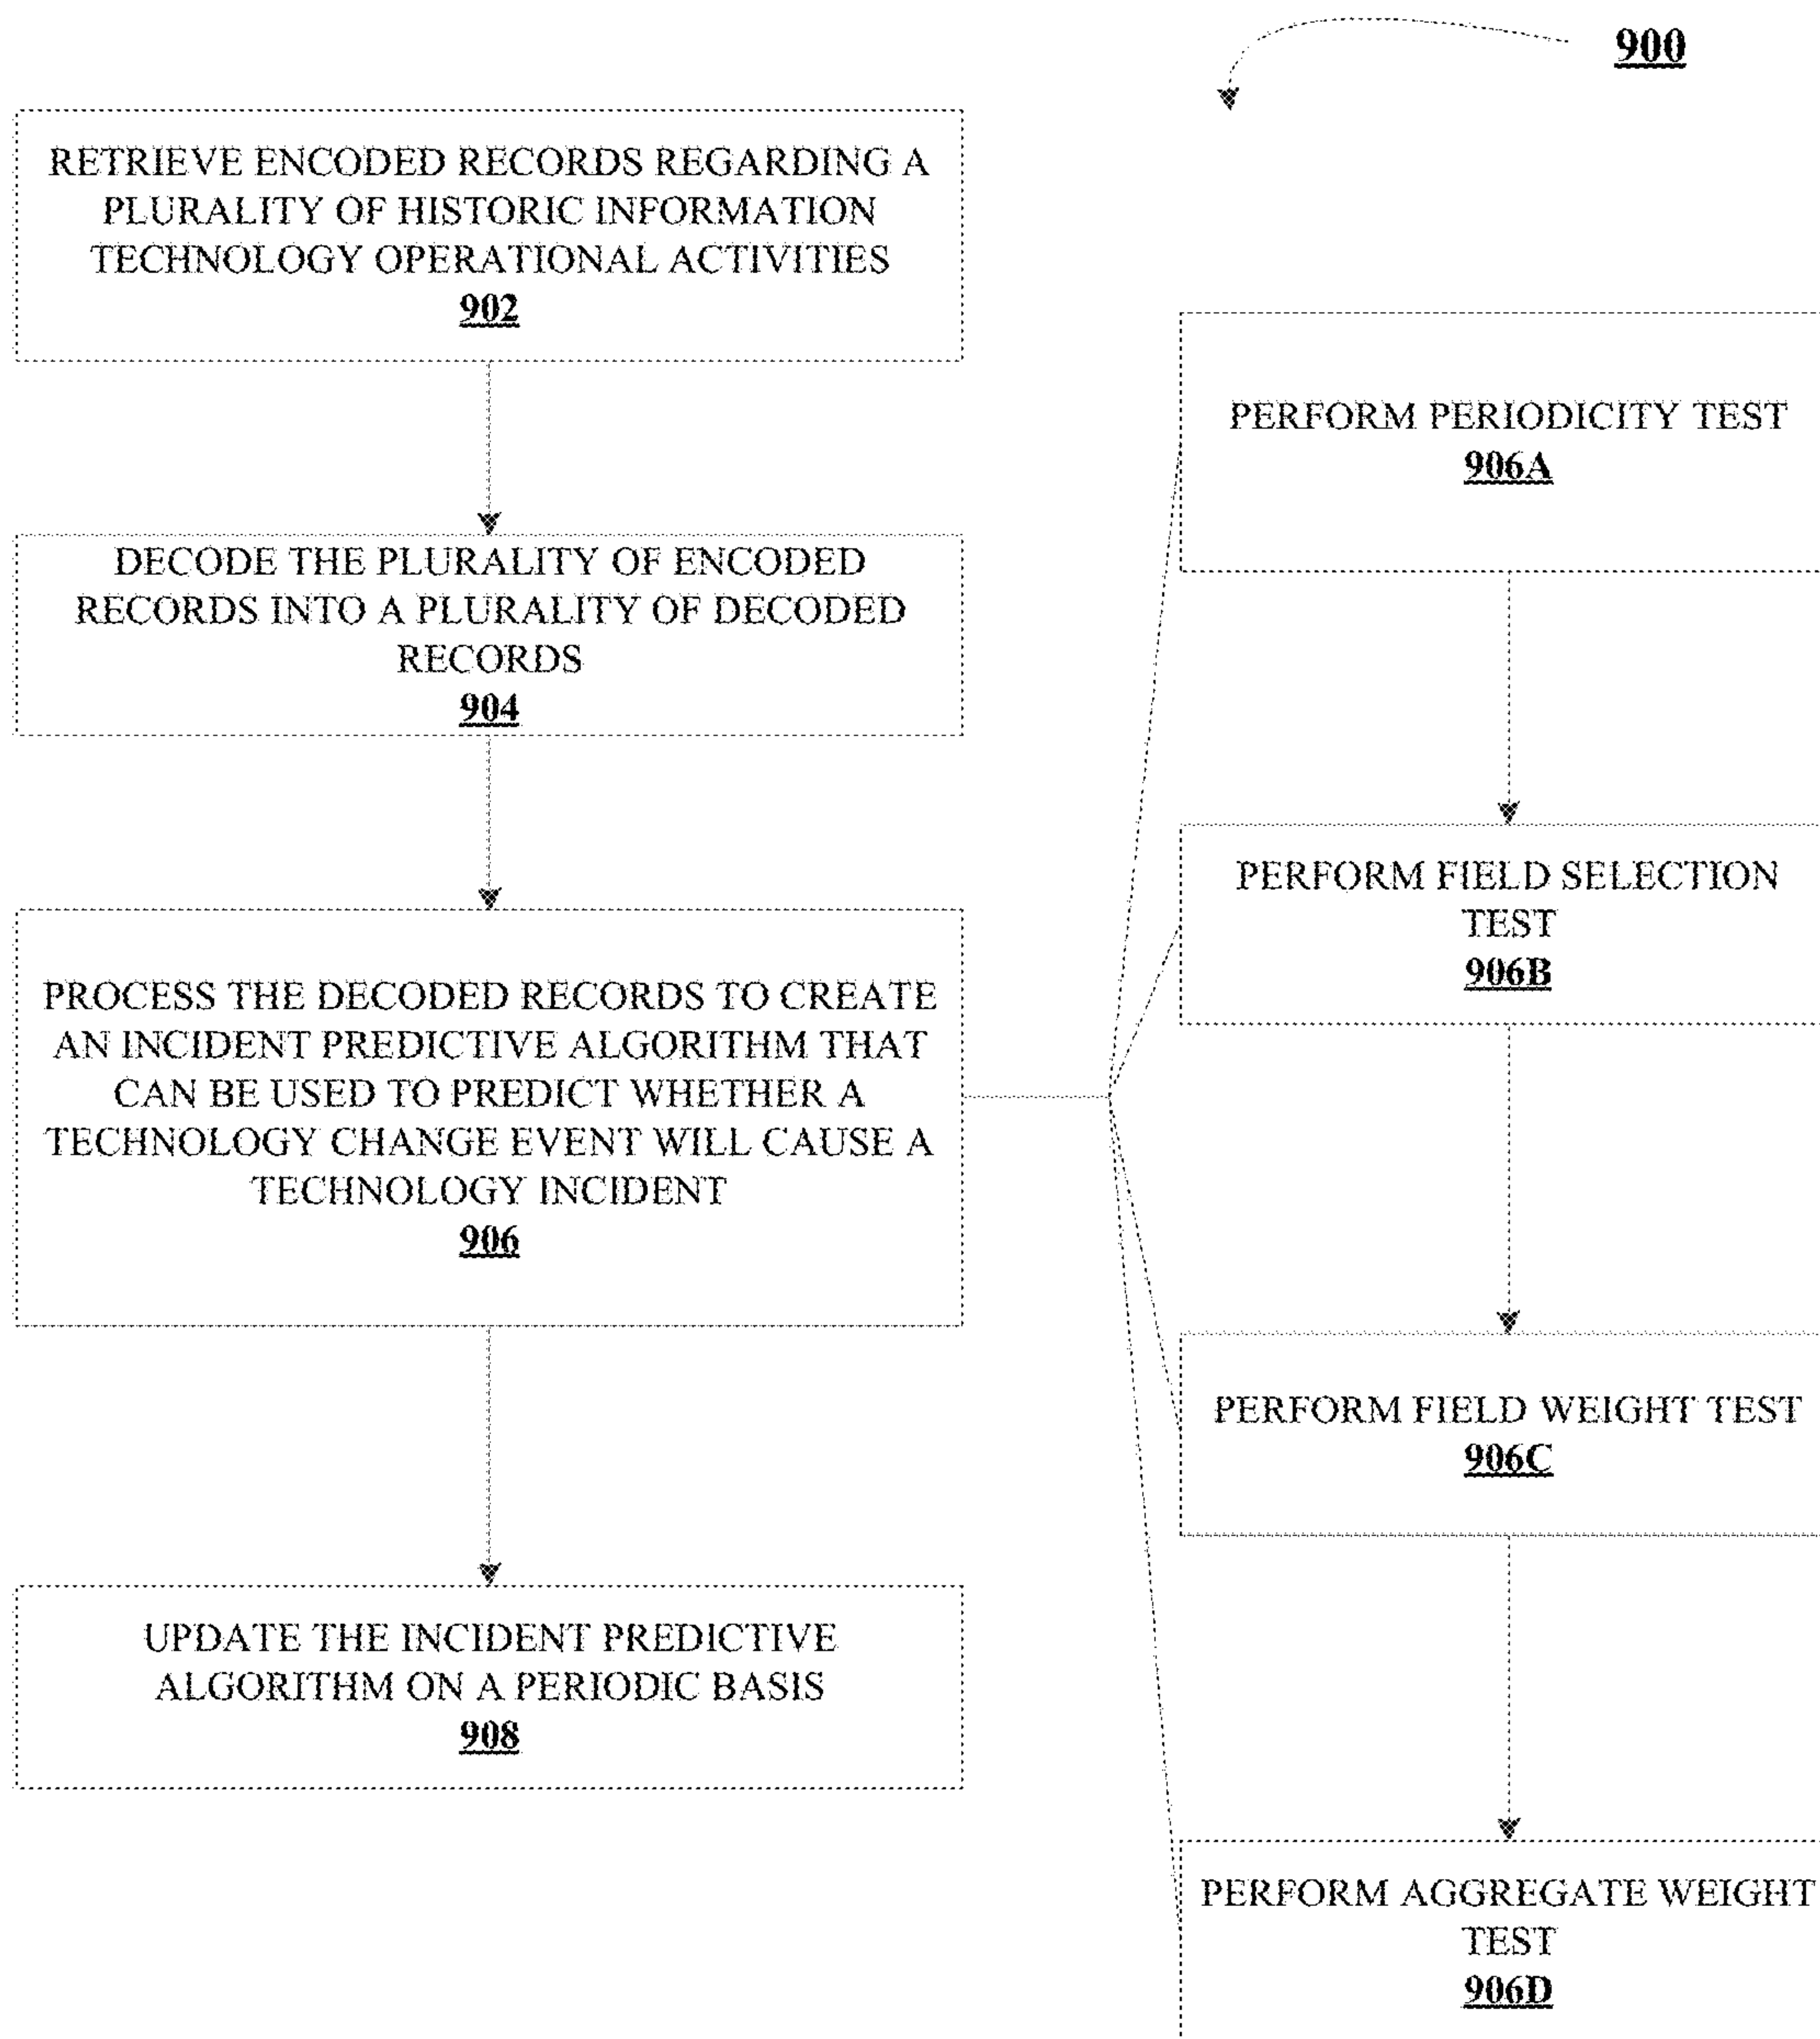 900
RETRIEVE ENCODED RECORDS REGARDING A
PLURALITY OF HISTORIC INFORMATION
TECHNOLOGY OPERATIONAL ACTIVITIES
902
DECODE THE PLURALITY OF ENCODED
RECORDS INTO A PLURALITY OF DECODED
RECORDS
904
PROCESS THE DECODED RECORDS TO CREATE
AN INCIDENT PREDICTIVE ALGORITHM THAT
CAN BE USED TO PREDICT WHETHER A
TECHNOLOGY CHANGE EVENT WILL CAUSE A
TECHNOLOGY INCIDENT
906
UPDATE THE INCIDENT PREDICTIVE
ALGORITHM ON A PERIODIC BASIS
908
PERFORM PERIODICITY TEST
906A
PERFORM FIELD SELECTION
TEST
906B
PERFORM FIELD WEIGHT TEST
906C
PERFORM AGGREGATE WEIGHT
TEST
906D